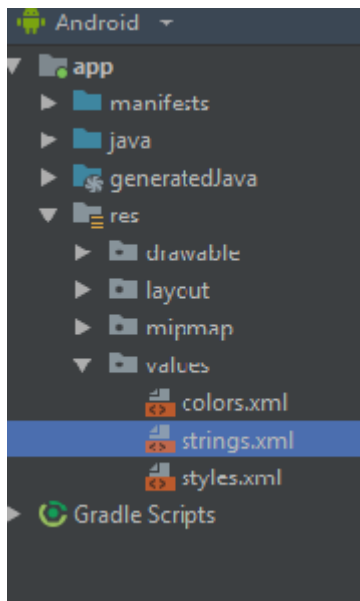 Android
app
manifests
java
generatedJava
res
drawable
layout
mipmap
values
colors.xml
strings.xml
styles.xml
Gradle Scripts